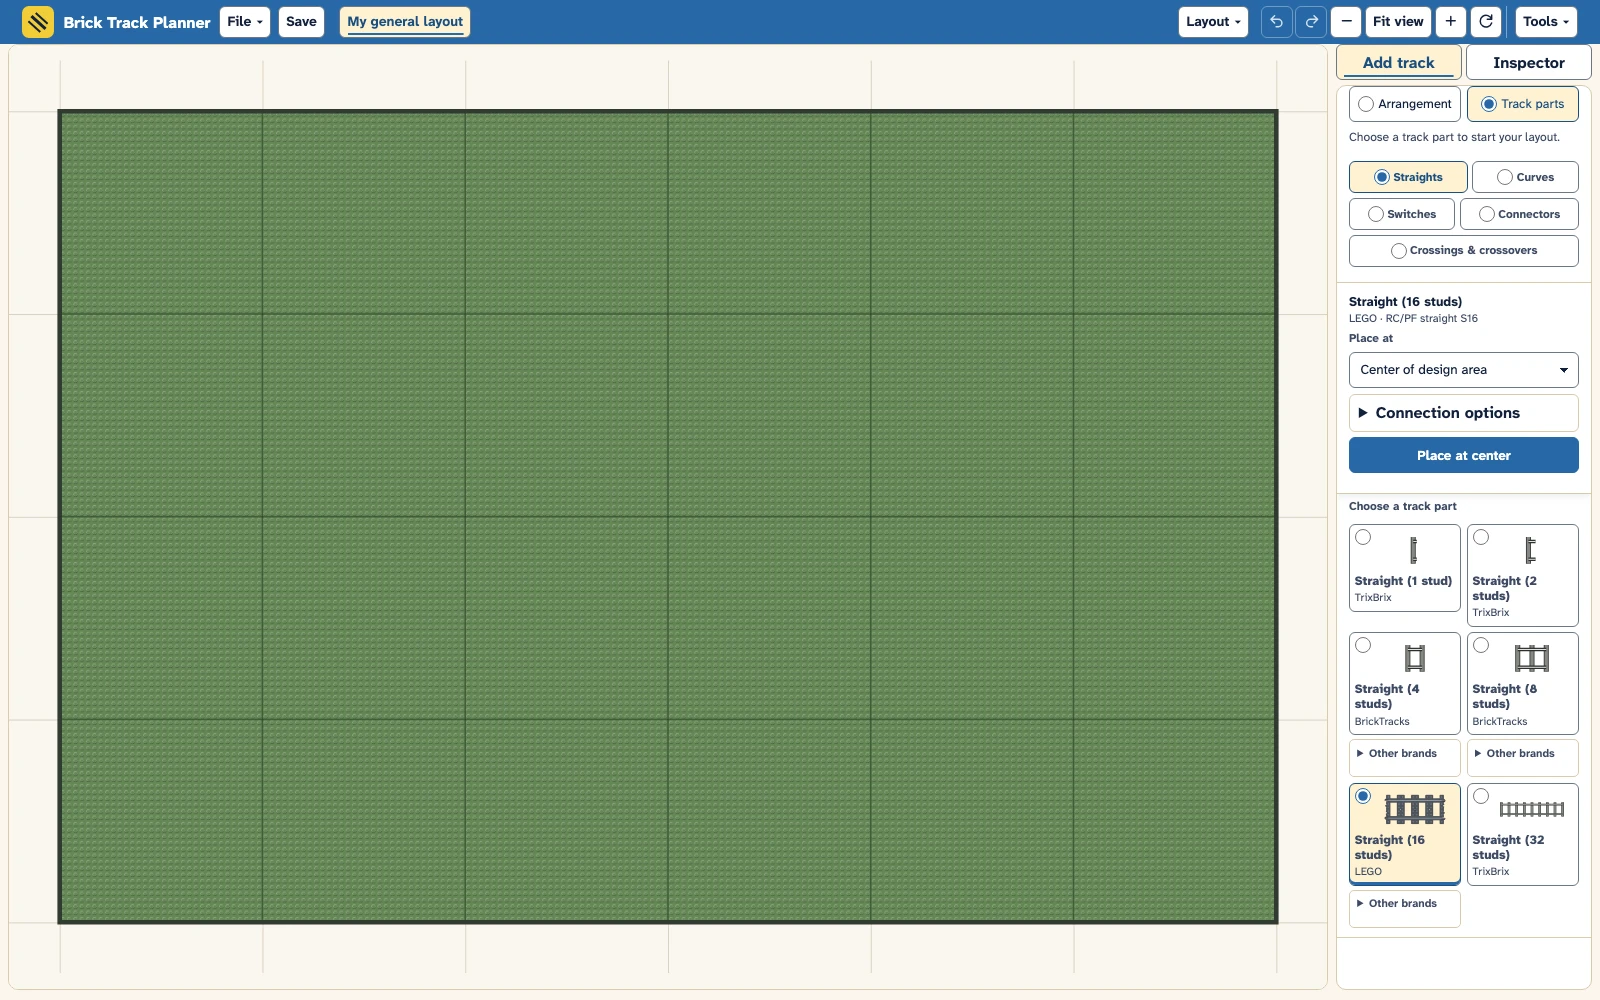 Brick Track Planner
File
Save
My general layout
Layout
Fit view
Tools
Add track
Inspector
Arrangement
Track parts
Choose a track part to start your layout.
Straights
Curves
Switches
Connectors
Crossings & crossovers
Straight (16 studs)
LEGO · RC/PF straight S16
Place at
Center of design area
Connection options
Place at center
Choose a track part
Straight (1 stud)
TrixBrix
Straight (2
studs)
TrixBrix
Straight (4
studs)
BrickTracks
Straight (8
studs)
BrickTracks
Other brands
Other brands
Straight (16
studs)
LEGO
Straight (32
studs)
TrixBrix
Other brands